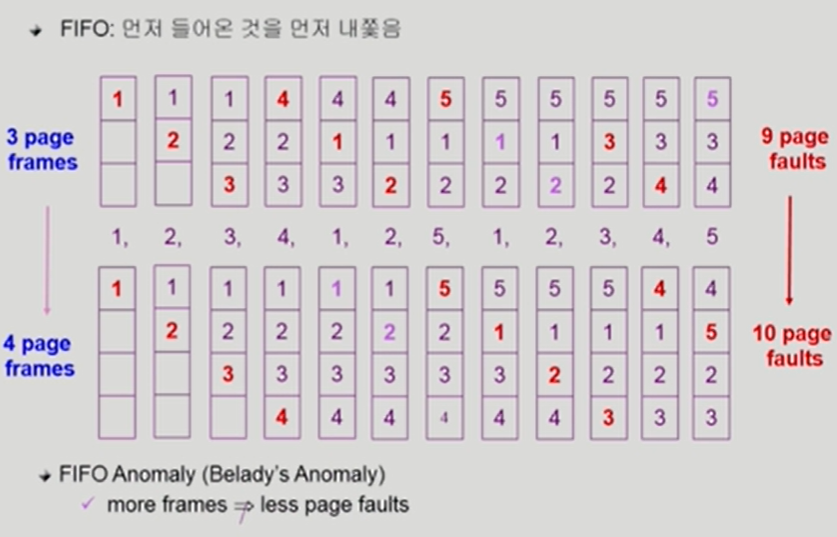 FIFO: 먼저 들어온 것을 먼저 내쫓음
1 1 1 4 4 4 5 5 5 5 5 5
3 page frames
2 2 2 1 1 1 1 1 3 3 3
9 page faults
3 3 3 2 2 2 2 2 4 4
1, 2, 3, 4, 1, 2, 5, 1, 2, 3, 4, 5
1 1 1 1 1 1 5 5 5 5 4 4
2 2 2 2 2 2 1 1 1 1 5
4 page frames
10 page faults
3 3 3 3 3 3 2 2 2 2
4 4 4 4 4 4 3 3 3
FIFO Anomaly (Belady's Anomaly)
✓ more frames ⇏ less page faults